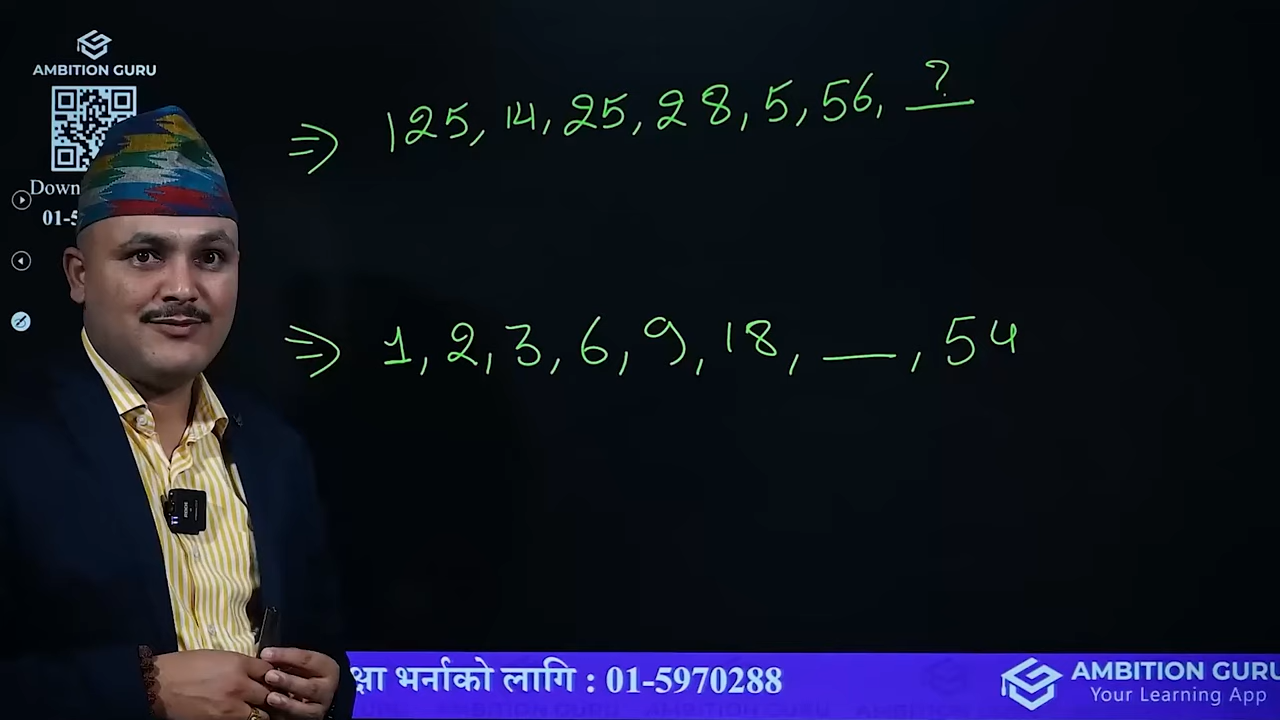 AMBITION GURU
Down
01-5
⇒ 125, 14, 25, 28, 5, 56, ?
⇒ 1, 2, 3, 6, 9, 18, __, 54
क्षा भर्नाको लागि : 01-5970288
AMBITION GURU
Your Learning App